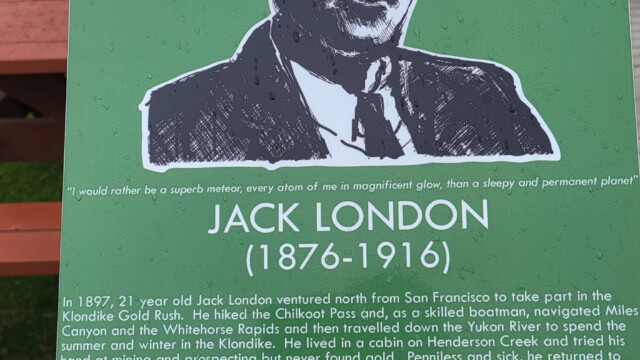 "I would rather be a superb meteor, every atom of me in magnificent glow, than a sleepy and permanent planet"
JACK LONDON
(1876-1916)
In 1897, 21 year old Jack London ventured north from San Francisco to take part in the
Klondike Gold Rush. He hiked the Chilkoot Pass and, as a skilled boatman, navigated Miles
Canyon and the Whitehorse Rapids and then travelled down the Yukon River to spend the
summer and winter in the Klondike. He lived in a cabin on Henderson Creek and tried his
hand at mining and prospecting but never found gold. Penniless and sick, he returned to